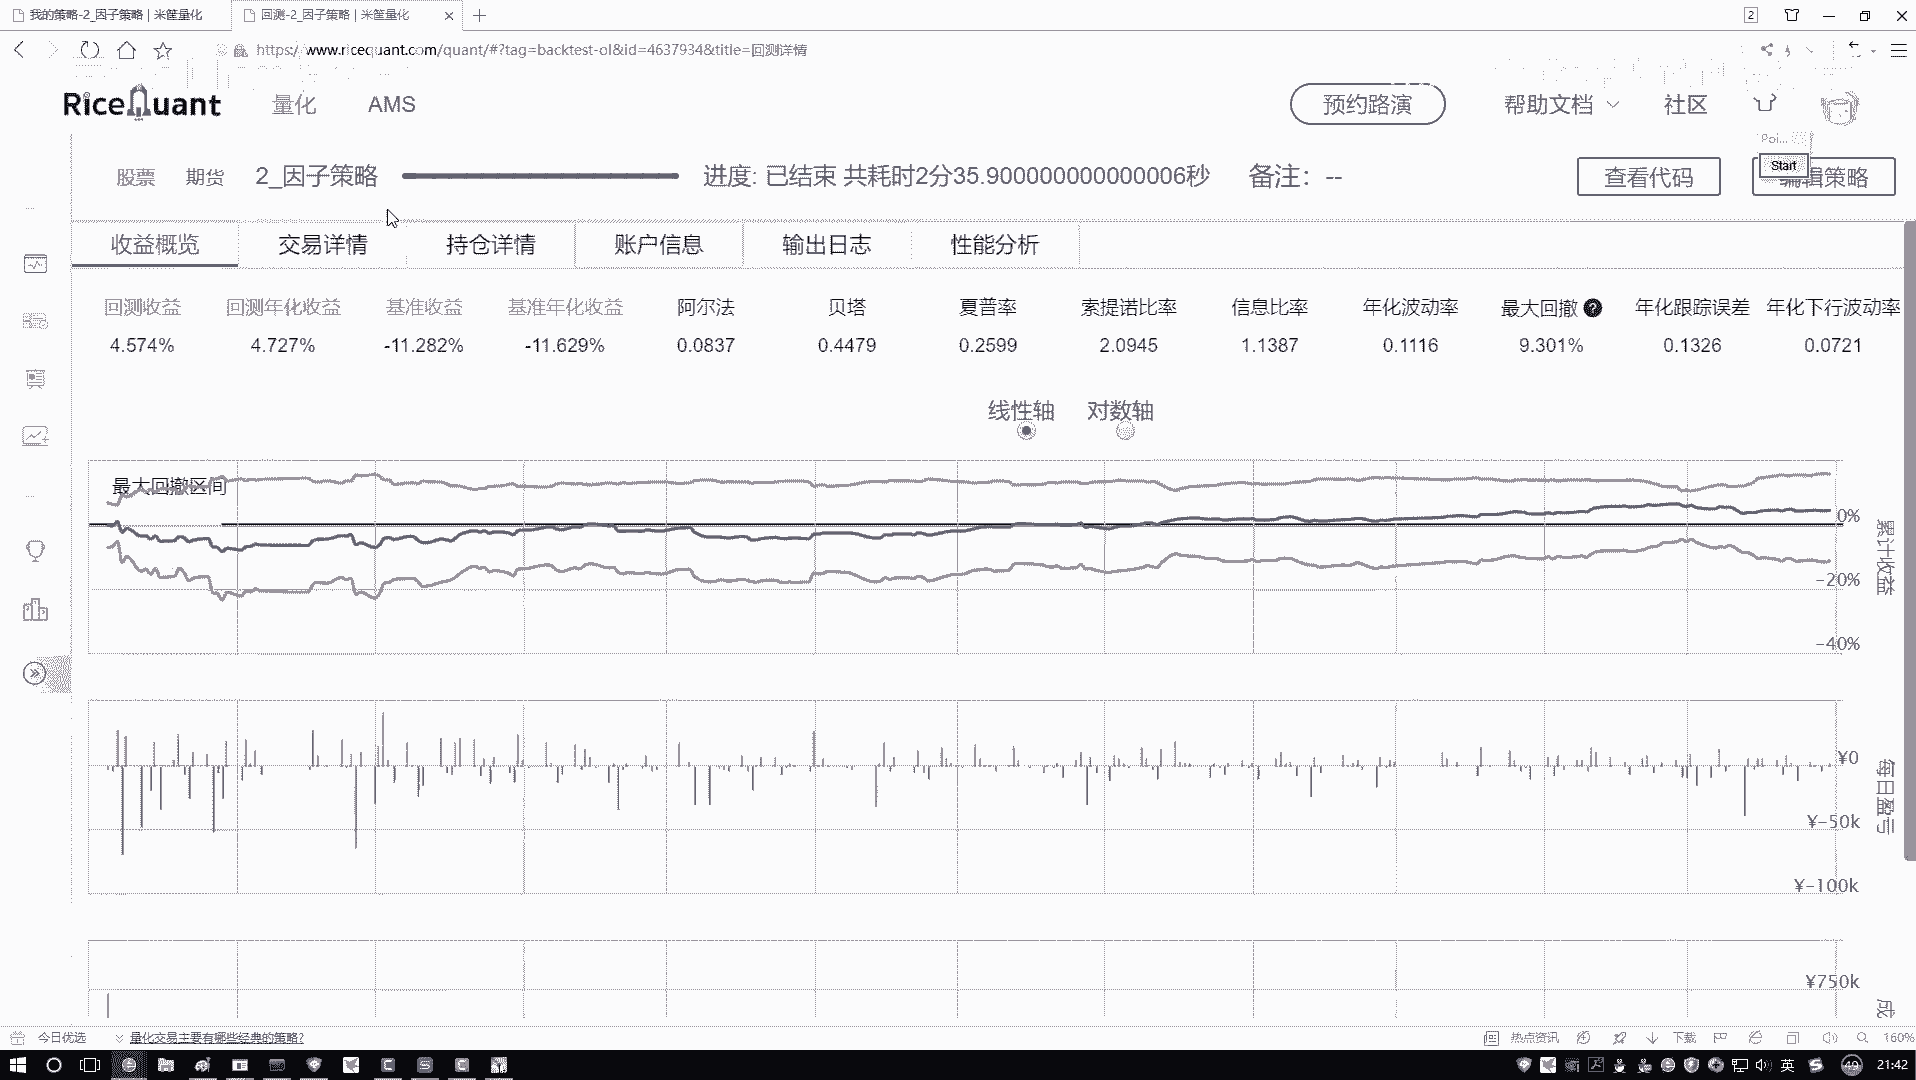 我的策略-2_因子策略 | 米筐量化
回测-2_因子策略 | 米筐量化
2
https://www.ricequant.com/quant/#?tag=backtest-ol&id=4637934&title=回测详情
RiceQuant
量化
AMS
预约路演
帮助文档
社区
Poi...
Start
股票
期货
2_因子策略
进度: 已结束 共耗时2分35.900000000000006秒
备注: --
查看代码
编辑策略
收益概览
交易详情
持仓详情
账户信息
输出日志
性能分析
回测收益 回测年化收益 基准收益 基准年化收益 阿尔法 贝塔 夏普率 索提诺比率 信息比率 年化波动率 最大回撤 ? 年化跟踪误差 年化下行波动率
4.574% 4.727% -11.282% -11.629% 0.0837 0.4479 0.2599 2.0945 1.1387 0.1116 9.301% 0.1326 0.0721
线性轴 对数轴
最大回撤区间
0%
-20%
-40%
累计收益
¥0
¥-50k
¥-100k
每日盈亏
¥750k
成
今日优选
量化交易主要有哪些经典的策略?
热点资讯
下载
160%
英
49
21:42